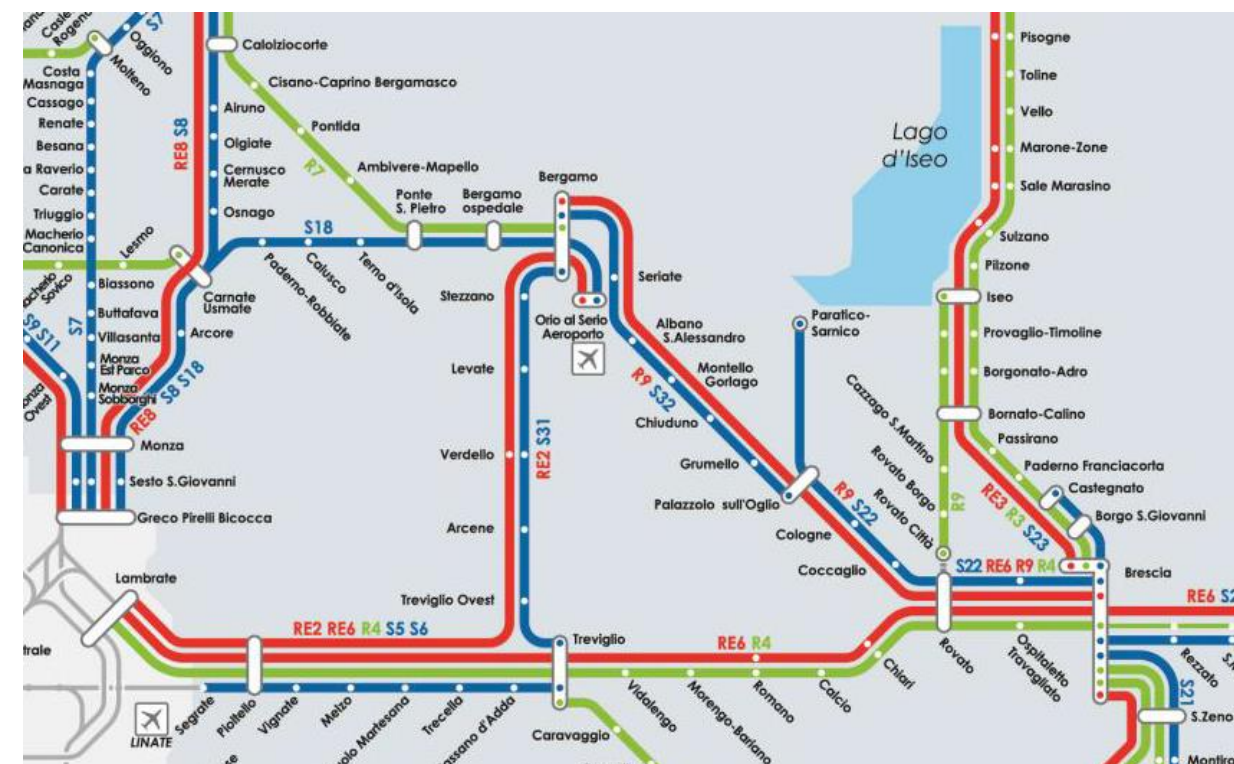 Oggiono
S7
Molteno
Costa
Masnaga
Cassago
Renate
Besana
a Raverio
Carate
Triuggio
Macherio
Canonica
Lesmo
Sovico
Biassono
Buttafava
Villasanta
Monza
Est Parco
Monza
Sobborghi
S7
S9 S11
Ovest
Monza
Sesto S.Giovanni
Greco Pirelli Bicocca
Calolziocorte
Cisano-Caprino Bergamasco
Pontida
R7
Ambivere-Mapello
Ponte
S. Pietro
Bergamo
ospedale
Bergamo
RE8 S8
Airuno
Olgiate
Cernusco
Merate
Osnago
S18
Carnate
Usmate
Paderno-Robbiate
Calusco
Terno d'Isola
Arcore
RE8 S8 S18
Stezzano
Levate
Verdello
Arcene
Treviglio Ovest
RE2 S31
Orio al Serio
Aeroporto
Seriate
Albano
S.Alessandro
Montello
Gorlago
R9 S32
Chiuduno
Grumello
Palazzolo sull'Oglio
R9 S22
Cologne
Coccaglio
Paratico-
Sarnico
Lago
d'Iseo
Pisogne
Toline
Vello
Marone-Zone
Sale Marasino
Sulzano
Pilzone
Iseo
Provaglio-Timoline
Borgonato-Adro
Bornato-Calino
Passirano
Paderno Franciacorta
Castegnato
Borgo S.Giovanni
Cazzago S.Martino
Rovato Borgo
Rovato Città
R9
RE3 R3 S23
S22 RE6 R9 R4
Brescia
RE6 S2
Lambrate
trale
RE2 RE6 R4 S5 S6
Treviglio
RE6 R4
Rovato
Ospitaletto
Travagliato
Rezzato
S21
S.Zeno
LINATE
Segrate
Pioltello
Vignate
Melzo
Trecella
Caravaggio
Vidalengo
Morengo-Bariano
Romano
Calcio
Chiari